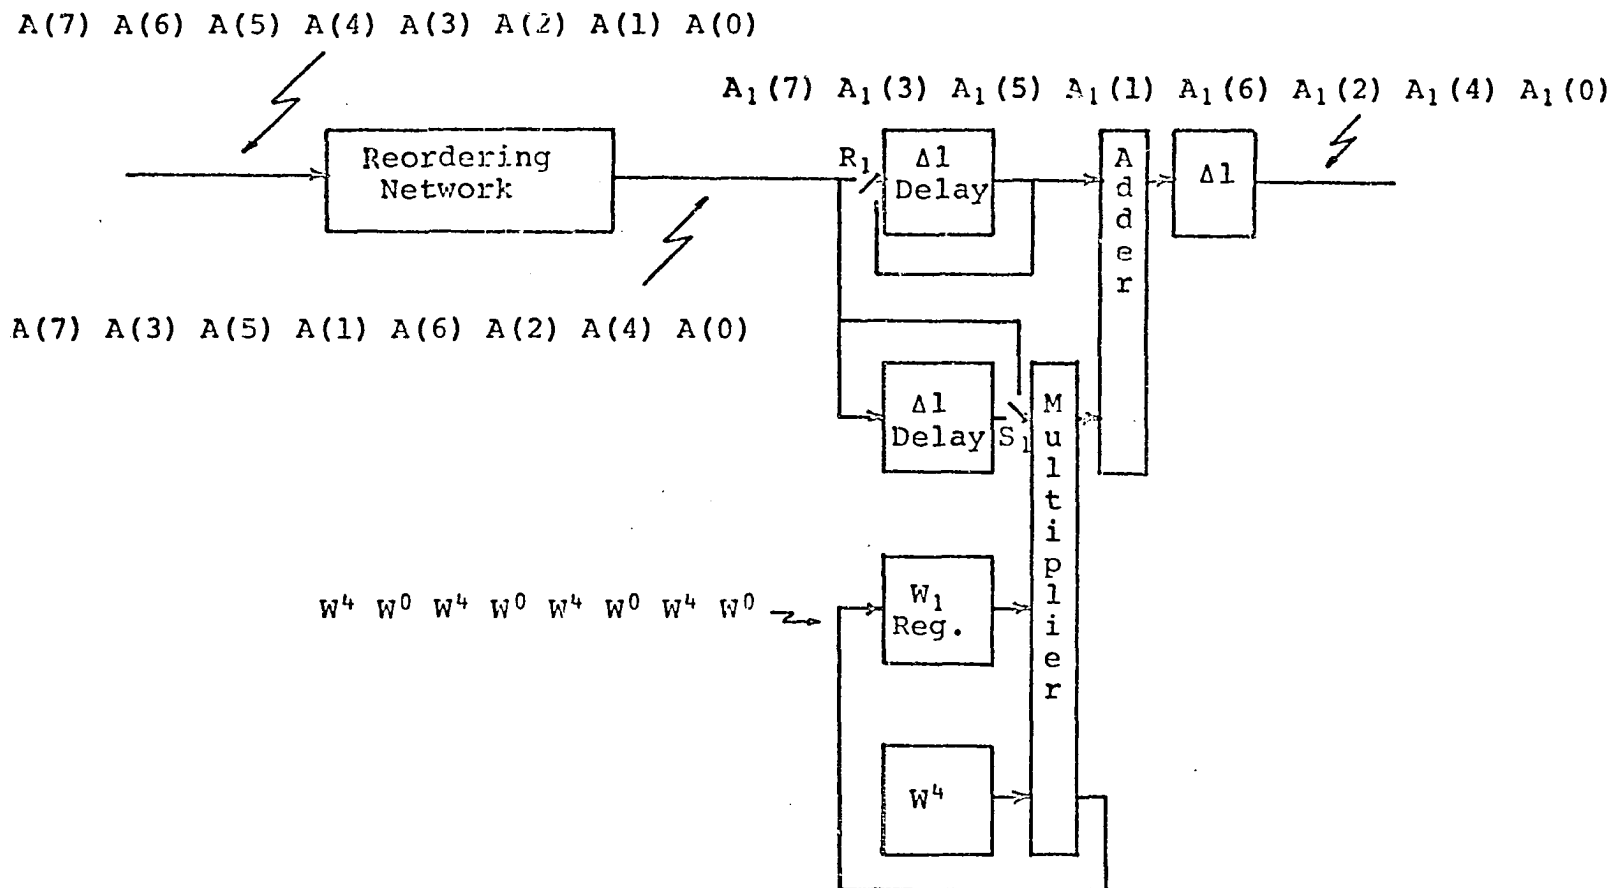 A(7) A(6) A(5) A(4) A(3) A(2) A(1) A(0)
A₁(7) A₁(3) A₁(5) A₁(1) A₁(6) A₁(2) A₁(4) A₁(0)
Reordering
Network
R₁
Δ1
Delay
Adder
Δ1
A(7) A(3) A(5) A(1) A(6) A(2) A(4) A(0)
Δ1
Delay
S₁
Multiplier
W⁴ W⁰ W⁴ W⁰ W⁴ W⁰ W⁴ W⁰
W₁
Reg.
W⁴